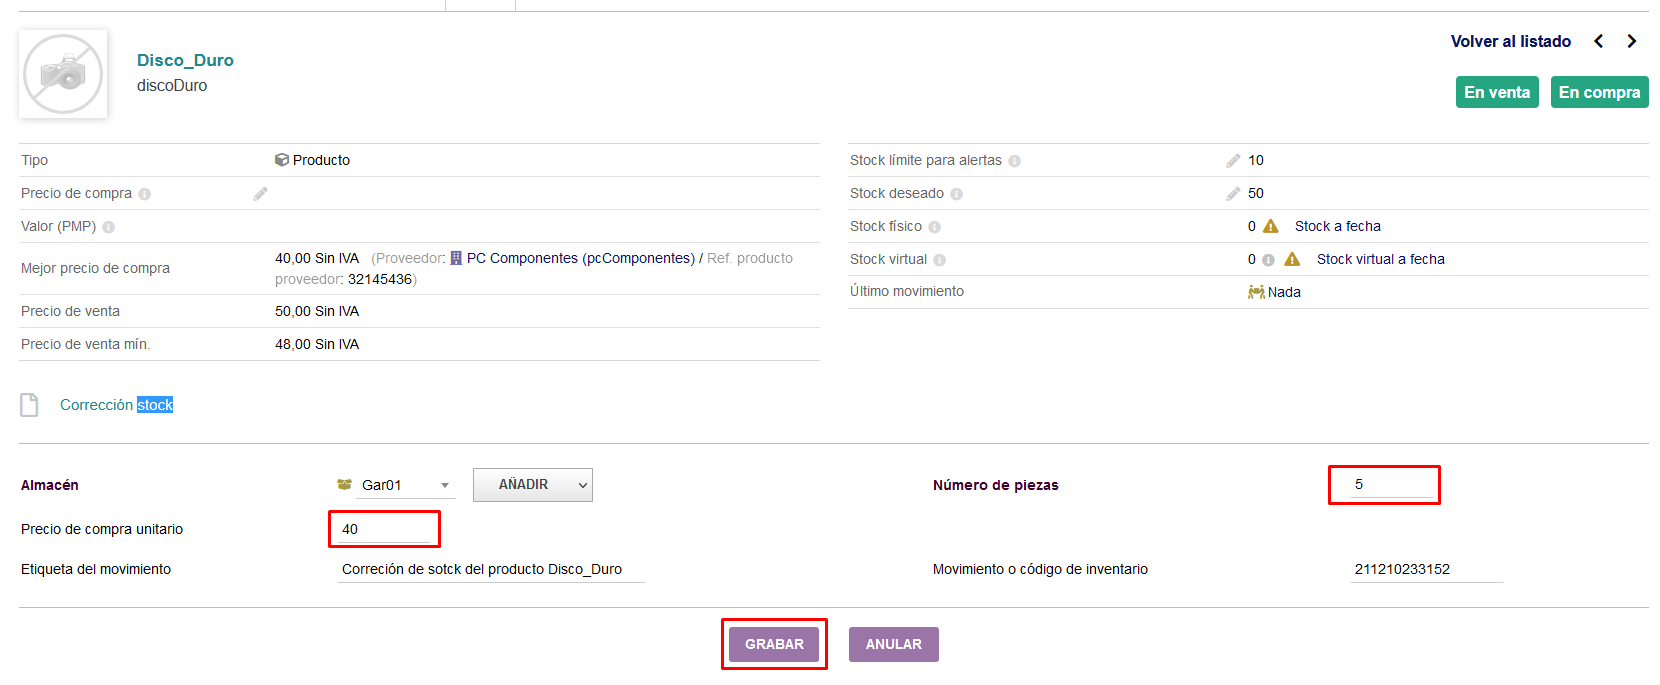 Disco_Duro
discoDuro
Volver al listado
En venta En compra
Tipo Producto
Precio de compra
Valor (PMP)
Mejor precio de compra 40,00 Sin IVA (Proveedor: PC Componentes (pcComponentes) / Ref. producto
proveedor: 32145436)
Precio de venta 50,00 Sin IVA
Precio de venta mín. 48,00 Sin IVA
Stock límite para alertas 10
Stock deseado 50
Stock físico 0 Stock a fecha
Stock virtual 0 Stock virtual a fecha
Último movimiento Nada
Corrección stock
Almacén Gar01 AÑADIR Número de piezas 5
Precio de compra unitario 40
Etiqueta del movimiento Correción de sotck del producto Disco_Duro Movimiento o código de inventario 211210233152
GRABAR ANULAR